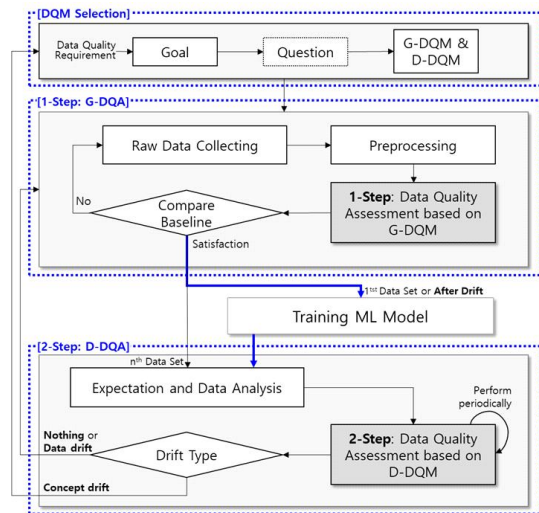 [DQM Selection]
Data Quality
Requirement
Goal
Question
G-DQM &
D-DQM
[1-Step: G-DQA]
Raw Data Collecting
Preprocessing
No
Compare
Baseline
1-Step: Data Quality
Assessment based on
G-DQM
Satisfaction
1tst Data Set or After Drift
Training ML Model
[2-Step: D-DQA]
nth Data Set
Expectation and Data Analysis
Perform
periodically
Nothing or
Data drift
Drift Type
2-Step: Data Quality
Assessment based on
D-DQM
Concept drift